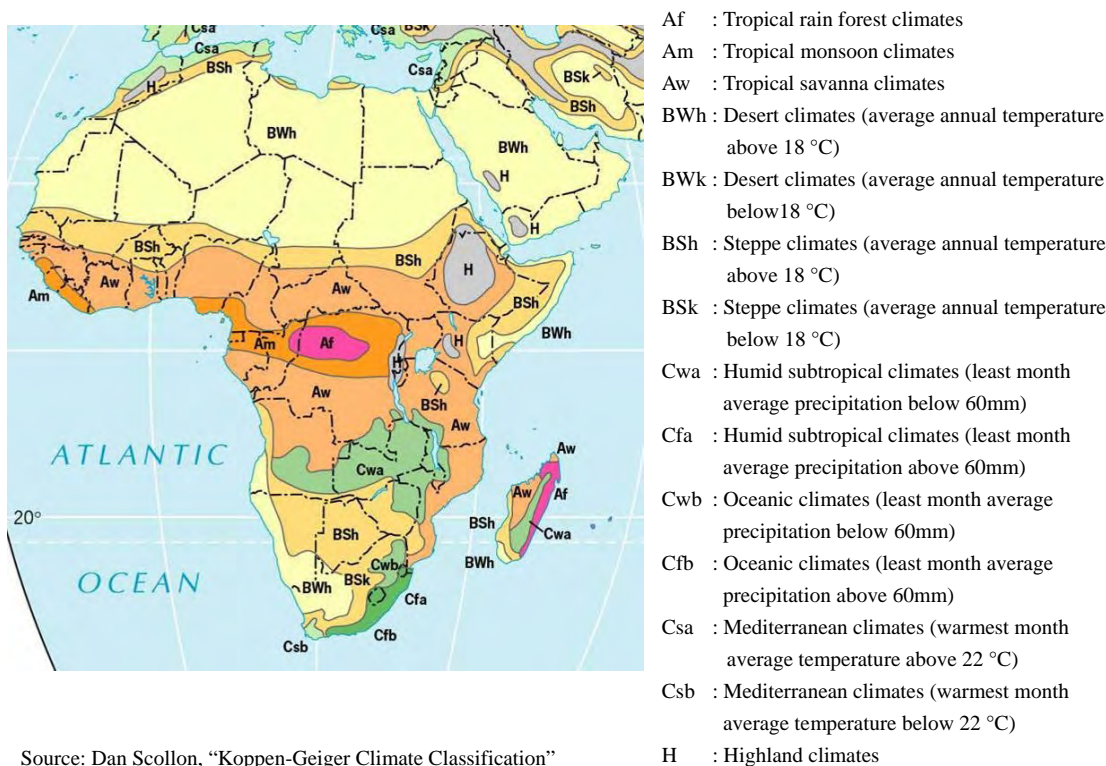 Csa
Csa
BSk
Csa
BSh
H
Csa
BSk
BSh
BWh
BWh
H
H
BSh
BSh
H
Aw
Aw
Am
BSh
BWh
Am
Af
H
H
Aw
BSh
Aw
ATLANTIC
Cwa
Aw
Aw
Af
20°
BSh
BSh
Cwa
OCEAN
Cwb
BWh
BWh
BSk
Cfa
Csb
Cfb
Af : Tropical rain forest climates
Am : Tropical monsoon climates
Aw : Tropical savanna climates
BWh : Desert climates (average annual temperature
above 18 °C)
BWk : Desert climates (average annual temperature
below18 °C)
BSh : Steppe climates (average annual temperature
above 18 °C)
BSk : Steppe climates (average annual temperature
below 18 °C)
Cwa : Humid subtropical climates (least month
average precipitation below 60mm)
Cfa : Humid subtropical climates (least month
average precipitation above 60mm)
Cwb : Oceanic climates (least month average
precipitation below 60mm)
Cfb : Oceanic climates (least month average
precipitation above 60mm)
Csa : Mediterranean climates (warmest month
average temperature above 22 °C)
Csb : Mediterranean climates (warmest month
average temperature below 22 °C)
H : Highland climates
Source: Dan Scollon, “Koppen-Geiger Climate Classification”